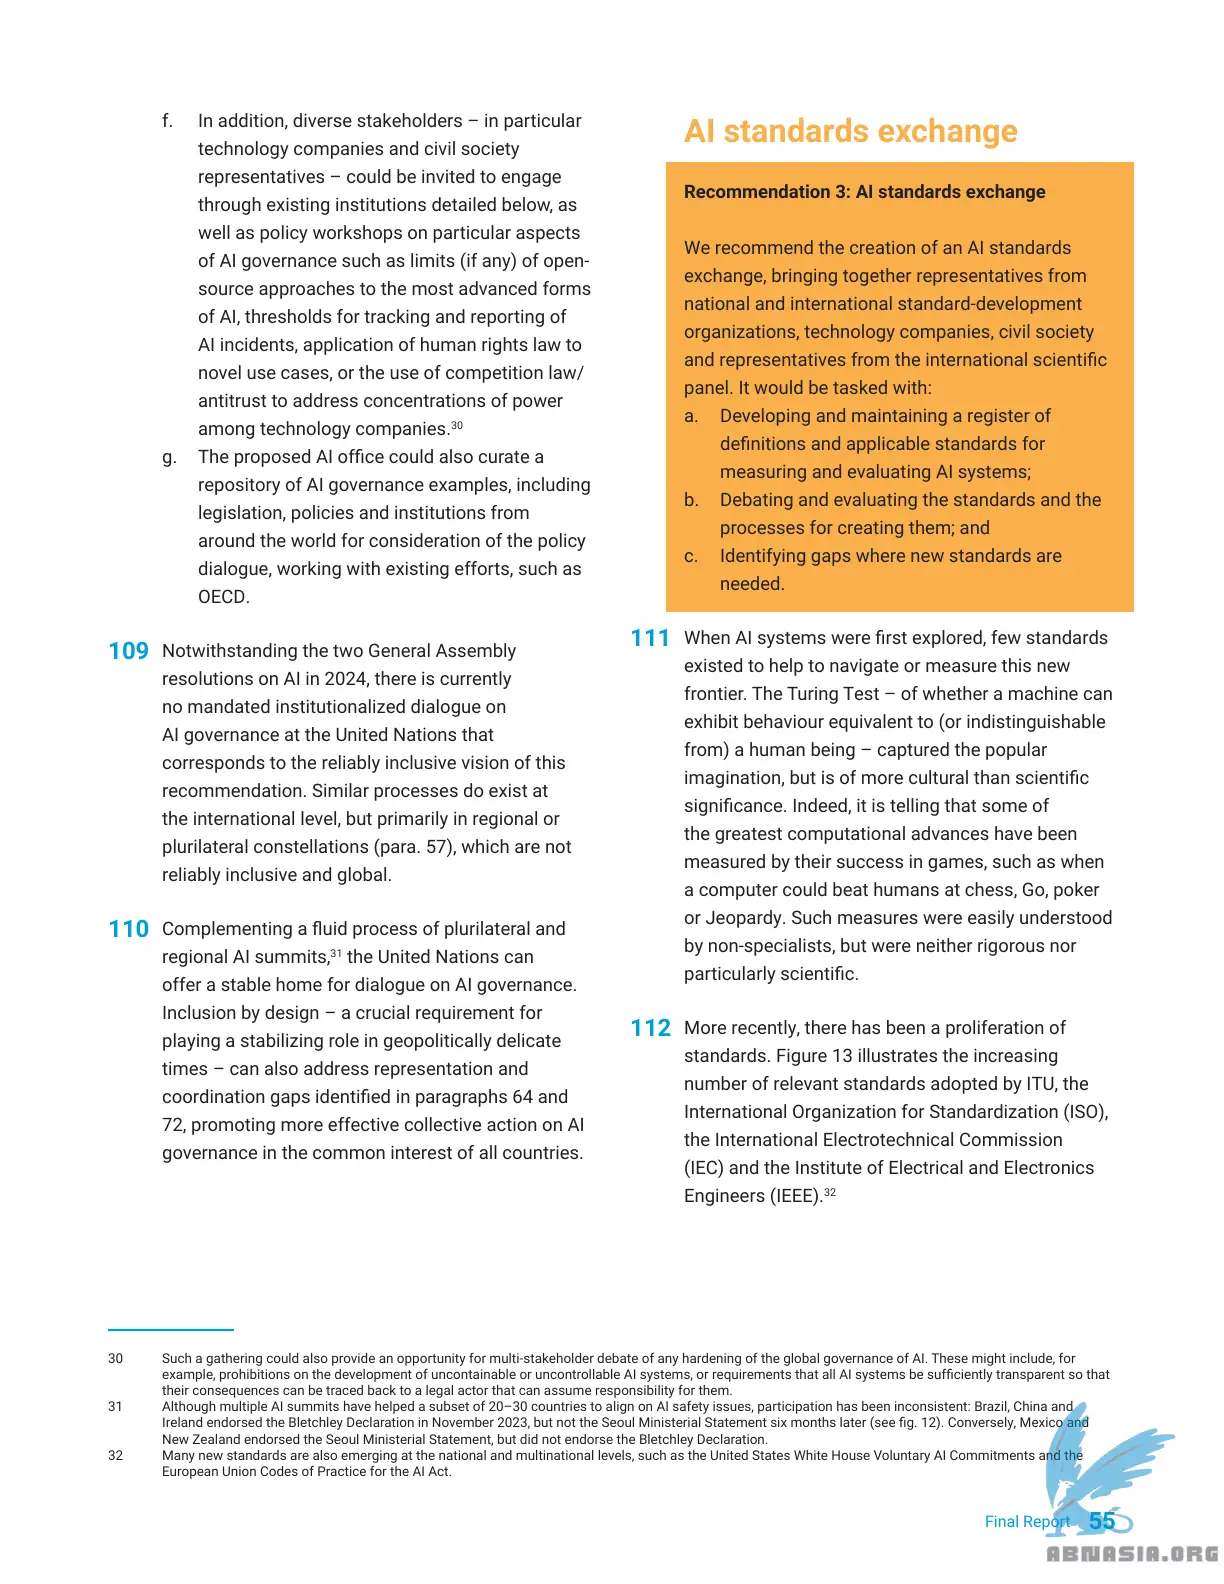 f. In addition, diverse stakeholders – in particular
technology companies and civil society
representatives – could be invited to engage
through existing institutions detailed below, as
well as policy workshops on particular aspects
of AI governance such as limits (if any) of open-
source approaches to the most advanced forms
of AI, thresholds for tracking and reporting of
AI incidents, application of human rights law to
novel use cases, or the use of competition law/
antitrust to address concentrations of power
among technology companies.30
g. The proposed AI office could also curate a
repository of AI governance examples, including
legislation, policies and institutions from
around the world for consideration of the policy
dialogue, working with existing efforts, such as
OECD.
109 Notwithstanding the two General Assembly
resolutions on AI in 2024, there is currently
no mandated institutionalized dialogue on
AI governance at the United Nations that
corresponds to the reliably inclusive vision of this
recommendation. Similar processes do exist at
the international level, but primarily in regional or
plurilateral constellations (para. 57), which are not
reliably inclusive and global.
110 Complementing a fluid process of plurilateral and
regional AI summits,31 the United Nations can
offer a stable home for dialogue on AI governance.
Inclusion by design – a crucial requirement for
playing a stabilizing role in geopolitically delicate
times – can also address representation and
coordination gaps identified in paragraphs 64 and
72, promoting more effective collective action on AI
governance in the common interest of all countries.
AI standards exchange
Recommendation 3: AI standards exchange
We recommend the creation of an AI standards
exchange, bringing together representatives from
national and international standard-development
organizations, technology companies, civil society
and representatives from the international scientific
panel. It would be tasked with:
a. Developing and maintaining a register of
definitions and applicable standards for
measuring and evaluating AI systems;
b. Debating and evaluating the standards and the
processes for creating them; and
c. Identifying gaps where new standards are
needed.
111 When AI systems were first explored, few standards
existed to help to navigate or measure this new
frontier. The Turing Test – of whether a machine can
exhibit behaviour equivalent to (or indistinguishable
from) a human being – captured the popular
imagination, but is of more cultural than scientific
significance. Indeed, it is telling that some of
the greatest computational advances have been
measured by their success in games, such as when
a computer could beat humans at chess, Go, poker
or Jeopardy. Such measures were easily understood
by non-specialists, but were neither rigorous nor
particularly scientific.
112 More recently, there has been a proliferation of
standards. Figure 13 illustrates the increasing
number of relevant standards adopted by ITU, the
International Organization for Standardization (ISO),
the International Electrotechnical Commission
(IEC) and the Institute of Electrical and Electronics
Engineers (IEEE).32
30 Such a gathering could also provide an opportunity for multi-stakeholder debate of any hardening of the global governance of AI. These might include, for
example, prohibitions on the development of uncontainable or uncontrollable AI systems, or requirements that all AI systems be sufficiently transparent so that
their consequences can be traced back to a legal actor that can assume responsibility for them.
31 Although multiple AI summits have helped a subset of 20–30 countries to align on AI safety issues, participation has been inconsistent: Brazil, China and
Ireland endorsed the Bletchley Declaration in November 2023, but not the Seoul Ministerial Statement six months later (see fig. 12). Conversely, Mexico and
New Zealand endorsed the Seoul Ministerial Statement, but did not endorse the Bletchley Declaration.
32 Many new standards are also emerging at the national and multinational levels, such as the United States White House Voluntary AI Commitments and the
European Union Codes of Practice for the AI Act.
Final Report 55
ABNASIA.ORG